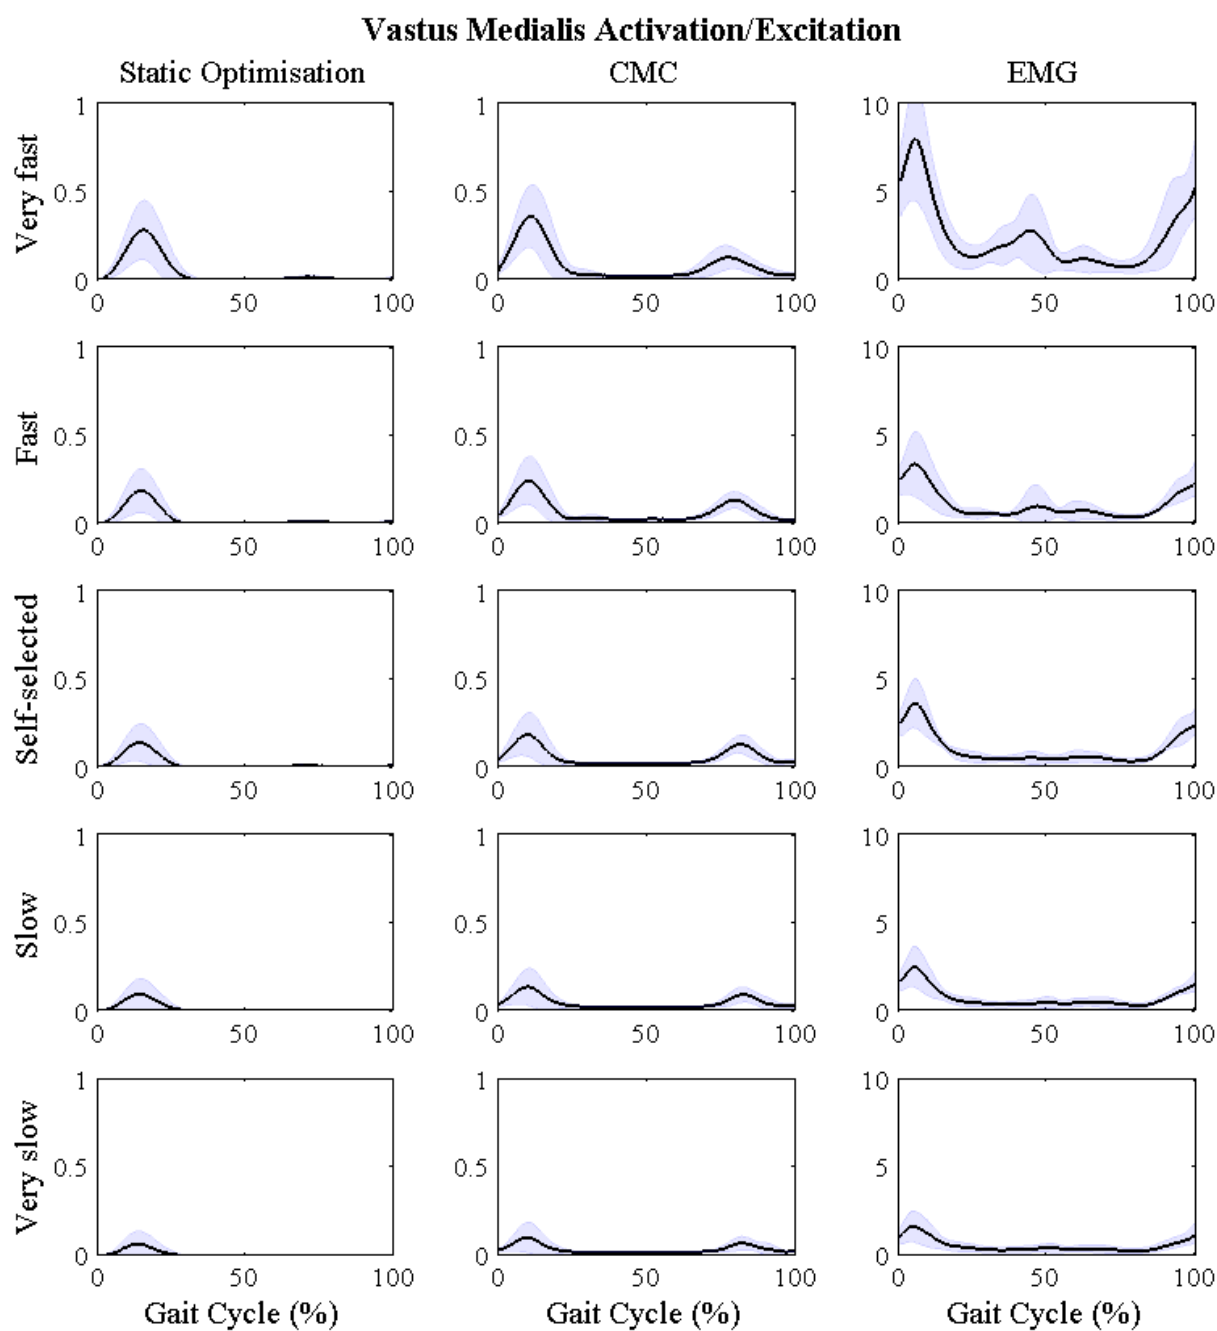 Vastus Medialis Activation/Excitation
Static Optimisation CMC EMG
Very fast
1 0.5 0
0 50 100
1 0.5 0
0 50 100
10 5 0
0 50 100
Fast
1 0.5 0
0 50 100
1 0.5 0
0 50 100
10 5 0
0 50 100
Self-selected
1 0.5 0
0 50 100
1 0.5 0
0 50 100
10 5 0
0 50 100
Slow
1 0.5 0
0 50 100
1 0.5 0
0 50 100
10 5 0
0 50 100
Very slow
1 0.5 0
0 50 100
1 0.5 0
0 50 100
10 5 0
0 50 100
Gait Cycle (%) Gait Cycle (%) Gait Cycle (%)